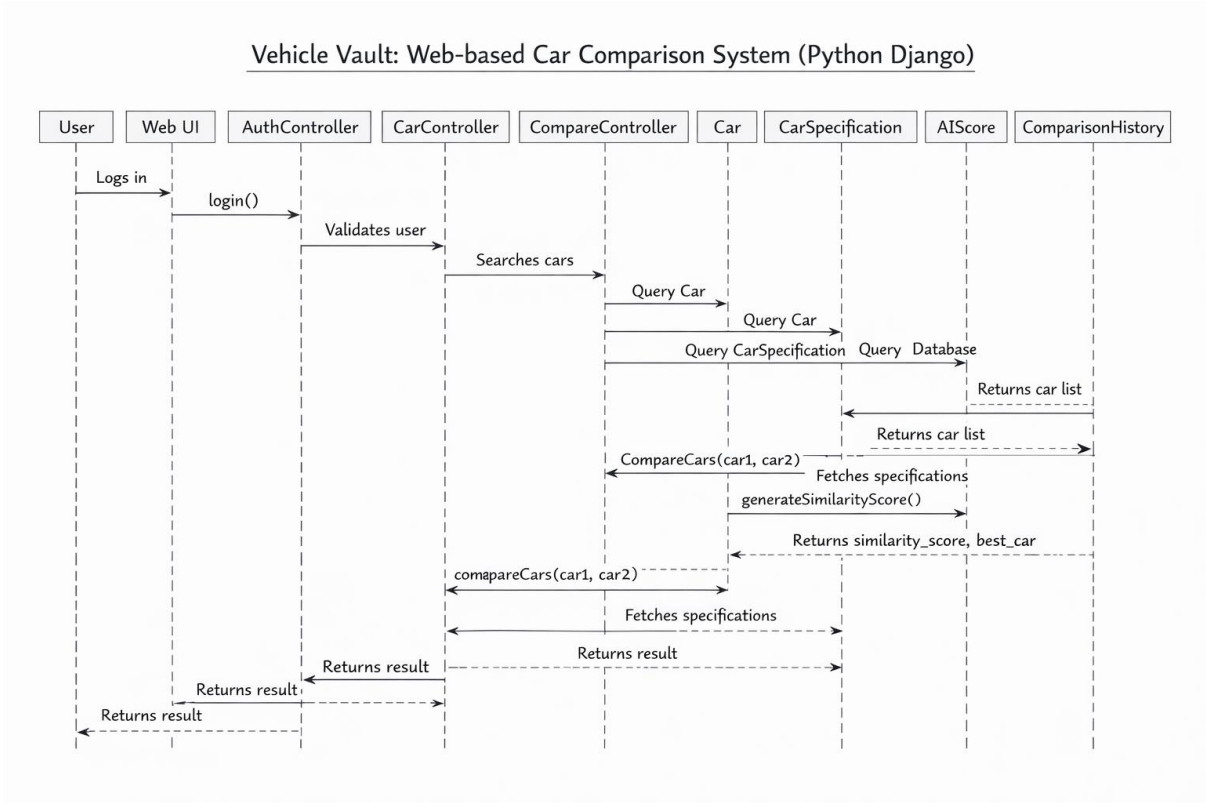 Vehicle Vault: Web-based Car Comparison System (Python Django)
User
Web UI
AuthController
CarController
CompareController
Car
CarSpecification
AIScore
ComparisonHistory
Logs in
login()
Validates user
Searches cars
Query Car
Query Car
Query CarSpecification Query Database
Returns car list
Returns car list
CompareCars(car1, car2)
Fetches specifications
generateSimilarityScore()
Returns similarity_score, best_car
comapareCars(car1, car2)
Fetches specifications
Returns result
Returns result
Returns result
Returns result